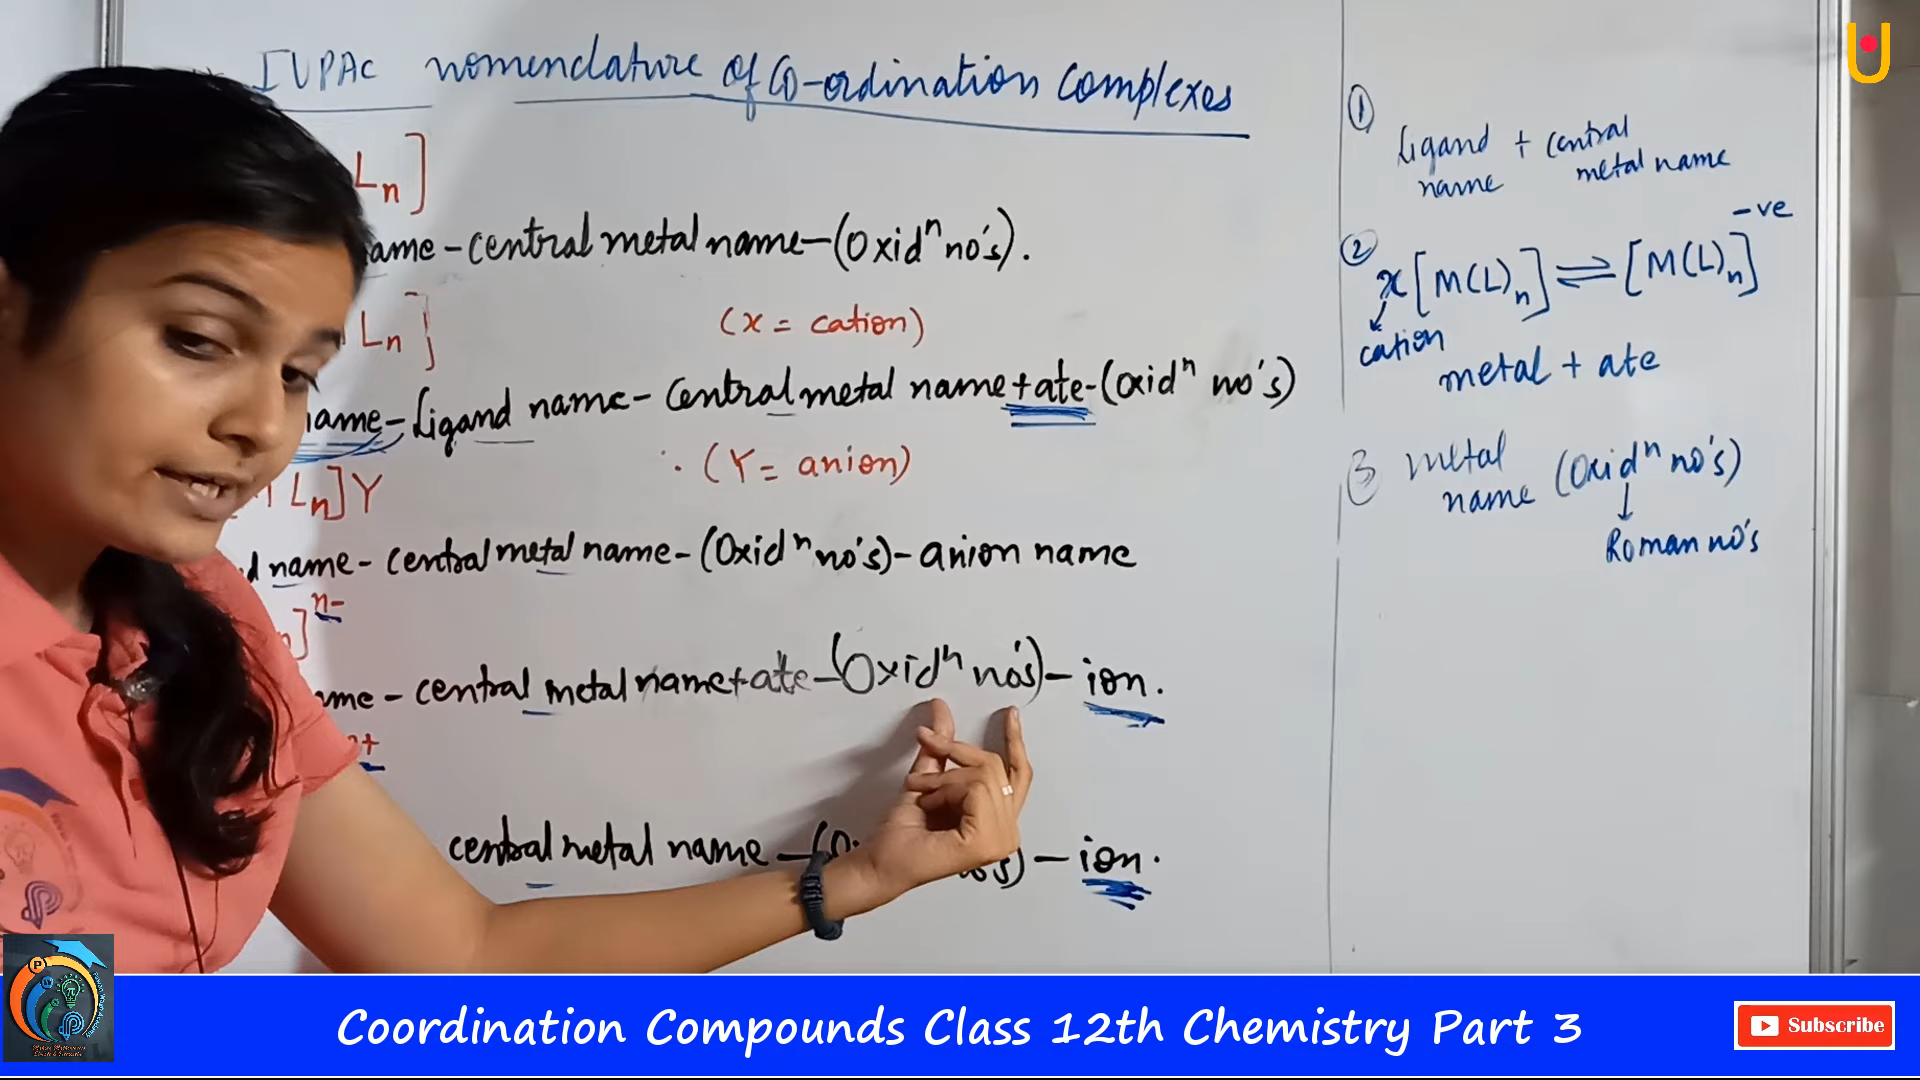 IUPAC nomenclature of Co-ordination Complexes
Ln]
ame - central metal name - (Oxidⁿ no's).
Ln]
(x = cation)
name - Ligand name - Central metal name + ate - (Oxidⁿ no's)
(Y = anion)
Ln]Y
name - central metal name - (Oxidⁿ no's) - anion name
]ⁿ⁻
me - central metal name + ate - (Oxidⁿ no's) - ion.
+
central metal name - (O
s) - ion.
①
Ligand name + Central metal name
②
x[M(L)n] ⇌ [M(L)n]-ve
cation
metal + ate
③ metal name (Oxidⁿ no's)
Roman no's
Coordination Compounds Class 12th Chemistry Part 3
Subscribe